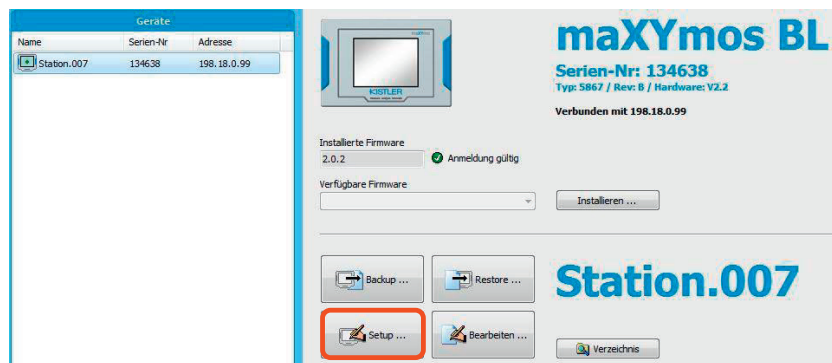 Geräte
Name Serien-Nr Adresse
Station.007 134638 198.18.0.99
maXYmos
KISTLER
maXYmos BL
Serien-Nr: 134638
Typ: 5867 / Rev: B / Hardware: V2.2
Verbunden mit 198.18.0.99
Installierte Firmware
2.0.2 Anmeldung gültig
Verfügbare Firmware
Installieren ...
Backup ... Restore ...
Station.007
Setup ... Bearbeiten ...
Verzeichnis